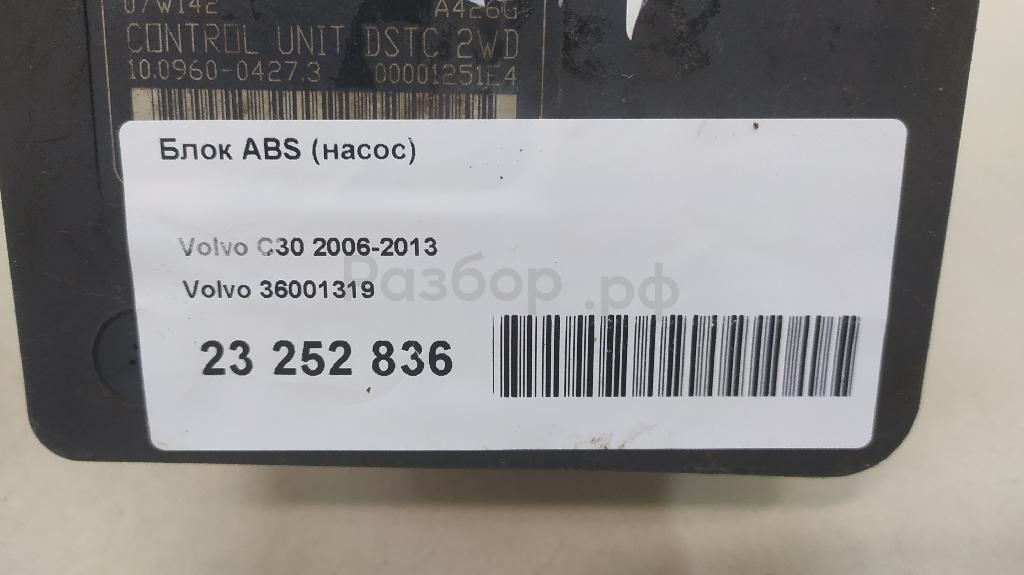 07W142 A426G
CONTROL UNIT DSTC 2WD
10.0960-0427.3 00001251E4
Блок ABS (насос)
Volvo C30 2006-2013
Разбор.рф
Volvo 36001319
23 252 836